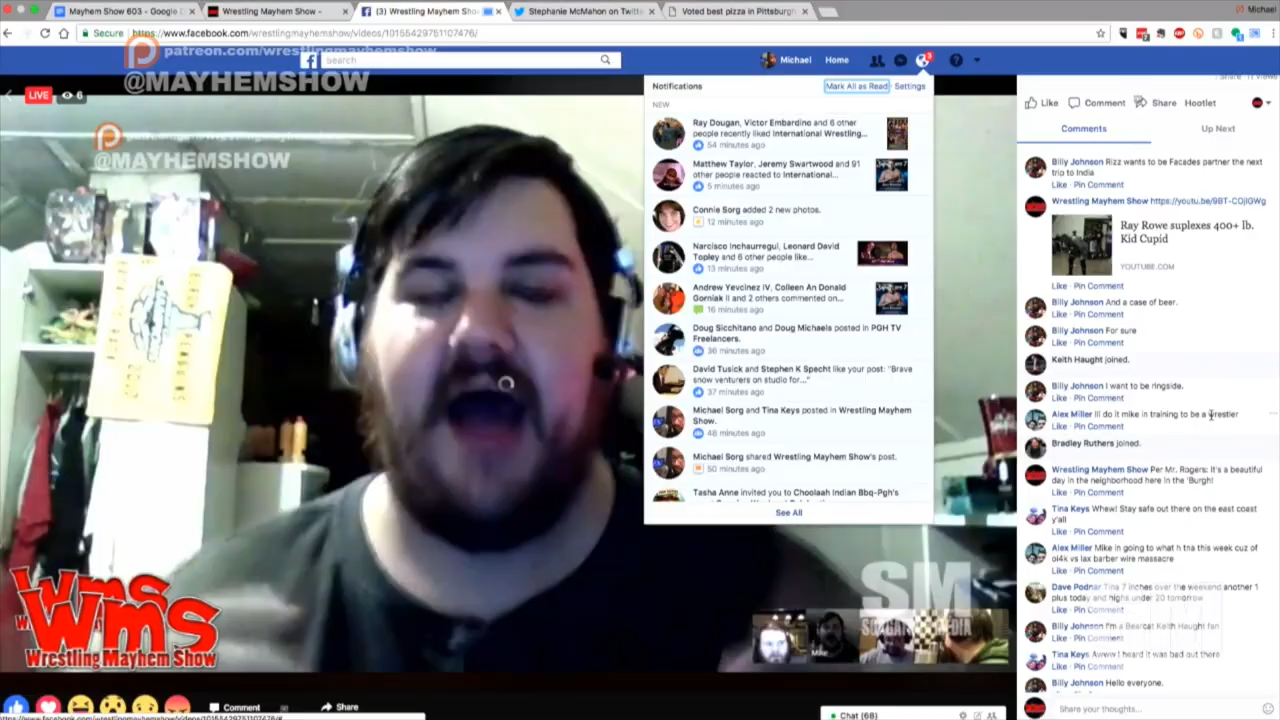 Mayhem Show 603 - Google D
Wrestling Mayhem Show -
(3) Wrestling Mayhem Sho
Stephanie McMahon on Twitte
Voted best pizza in Pittsburgh
Michael
Secure
https://www.facebook.com/wrestlingmayhemshow/videos/10155429751107476/
patreon.com/wrestlingmayhemshow
@MAYHEMSHOW
Search
Michael
Home
3
LIVE
6
@MAYHEMSHOW
Notifications
Mark All as Read
Settings
NEW
Ray Dougan, Victor Embardino and 6 other
people recently liked International Wrestling...
54 minutes ago
Matthew Taylor, Jeremy Swartwood and 91
other people reacted to International...
5 minutes ago
Connie Sorg added 2 new photos.
12 minutes ago
Narcisco Inchaurregui, Leonard David
Topley and 6 other people like...
13 minutes ago
Andrew Yevcinez IV, Colleen An Donald
Gorniak II and 2 others commented on...
16 minutes ago
Doug Sicchitano and Doug Michaels posted in PGH TV
Freelancers.
36 minutes ago
David Tusick and Stephen K Specht like your post: "Brave
snow venturers on studio for..."
37 minutes ago
Michael Sorg and Tina Keys posted in Wrestling Mayhem
Show.
48 minutes ago
Michael Sorg shared Wrestling Mayhem Show's post.
50 minutes ago
Tasha Anne invited you to Choolaah Indian Bbq-Pgh's
See All
Like
Comment
Share
Hootlet
Comments
Up Next
Billy Johnson Rizz wants to be Facades partner the next
trip to India
Like · Pin Comment
Wrestling Mayhem Show https://youtu.be/9BT-COjIGWg
Ray Rowe suplexes 400+ lb.
Kid Cupid
YOUTUBE.COM
Like · Pin Comment
Billy Johnson And a case of beer.
Like · Pin Comment
Billy Johnson For sure
Like · Pin Comment
Keith Haught joined.
Billy Johnson I want to be ringside.
Like · Pin Comment
Alex Miller Ill do it mike in training to be a wrestler
Like · Pin Comment
Bradley Ruthers joined.
Wrestling Mayhem Show Per Mr. Rogers: It's a beautiful
day in the neighborhood here in the 'Burgh!
Like · Pin Comment
Tina Keys Whew! Stay safe out there on the east coast
y'all
Like · Pin Comment
Alex Miller Mike in going to what h tna this week cuz of
oi4k vs lax barber wire massacre
Like · Pin Comment
Dave Podnar Tina 7 inches over the weekend another 1
plus today and highs under 20 tomorrow
Like · Pin Comment
Billy Johnson I'm a Bearcat Keith Haught fan
Like · Pin Comment
Tina Keys Awww I heard it was bad out there
Like · Pin Comment
Billy Johnson Hello everyone.
Like · Pin Comment
Share your thoughts...
WMS
Wrestling Mayhem Show
SM
SORGATRON MEDIA
Mike
Comment
Share
Chat (68)
https://www.facebook.com/wrestlingmayhemshow/videos/10155429751107476/#